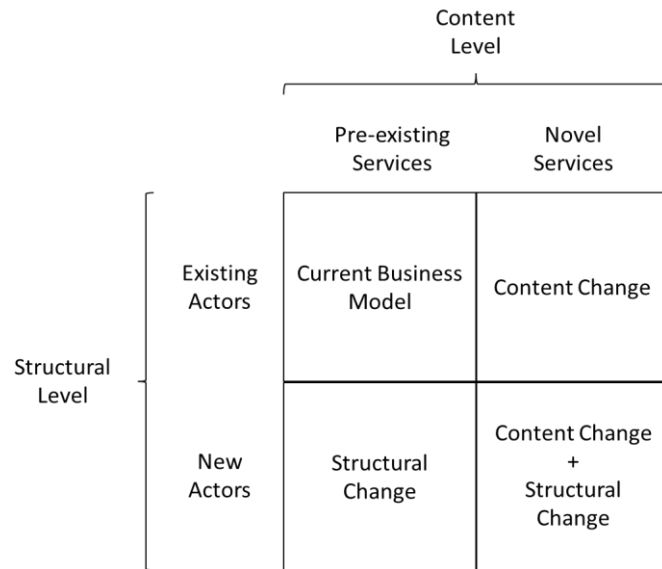 Content
Level
Pre-existing
Services
Novel
Services
Structural
Level
Existing
Actors
Current Business
Model
Content Change
New
Actors
Structural
Change
Content Change
+
Structural
Change